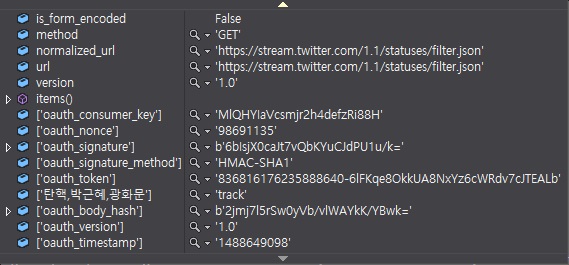 is_form_encoded False
method 'GET'
normalized_url 'https://stream.twitter.com/1.1/statuses/filter.json'
url 'https://stream.twitter.com/1.1/statuses/filter.json'
version '1.0'
items()
['oauth_consumer_key'] 'MlQHYIaVcsmjr2h4defzRi88H'
['oauth_nonce'] '98691135'
['oauth_signature'] b'6bIsjX0caJt7vQbKYuCJdPU1u/k='
['oauth_signature_method'] 'HMAC-SHA1'
['oauth_token'] '836816176235888640-6lFKqe8OkkUA8NxYz6cWRdv7cJTEALb'
['탄핵,박근혜,광화문'] 'track'
['oauth_body_hash'] b'2jmj7l5rSw0yVb/vlWAYkK/YBwk='
['oauth_version'] '1.0'
['oauth_timestamp'] '1488649098'